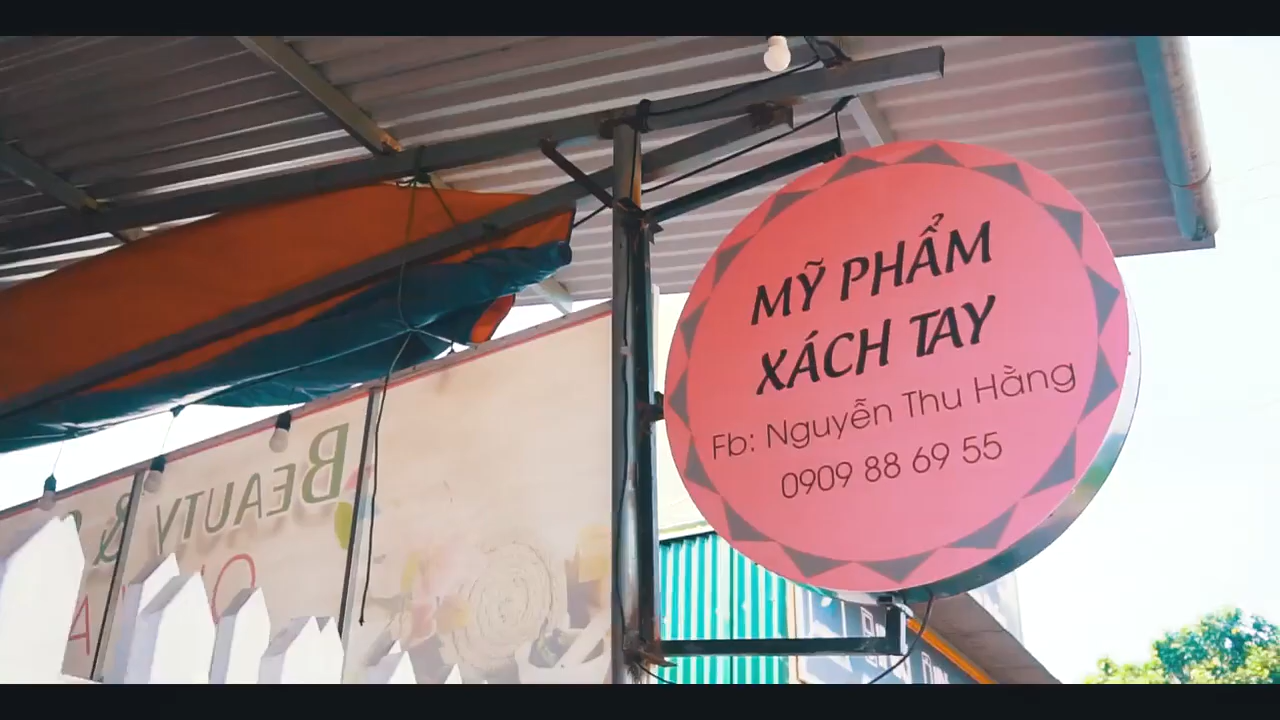 MỸ PHẨM
XÁCH TAY
Fb: Nguyễn Thu Hằng
0909 88 69 55
BEAUTY &